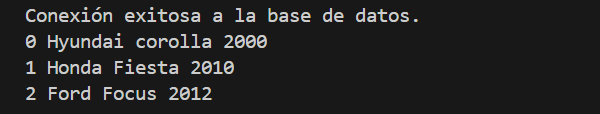 Conexión exitosa a la base de datos.
0 Hyundai corolla 2000
1 Honda Fiesta 2010
2 Ford Focus 2012